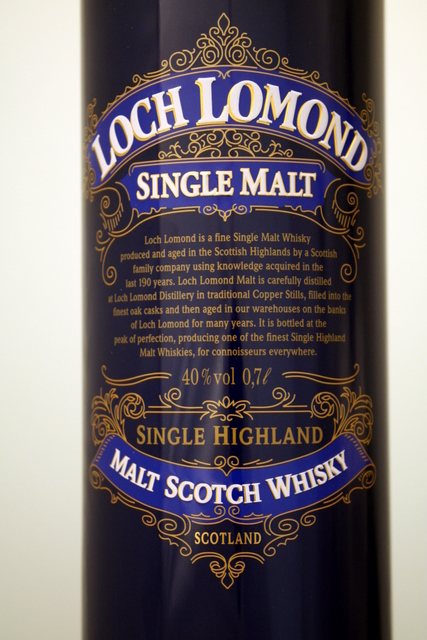 LOCH LOMOND
SINGLE MALT
Loch Lomond is a fine Single Malt Whisky
produced and aged in the Scottish Highlands by a Scottish
family company using knowledge acquired in the
last 190 years. Loch Lomond Malt is carefully distilled
at Loch Lomond Distillery in traditional Copper Stills, filled into the
finest oak casks and then aged in our warehouses on the banks
of Loch Lomond for many years. It is bottled at the
peak of perfection, producing one of the finest Single Highland
Malt Whiskies, for connoisseurs everywhere.
40%vol 0,7ℓ
SINGLE HIGHLAND
MALT SCOTCH WHISKY
SCOTLAND